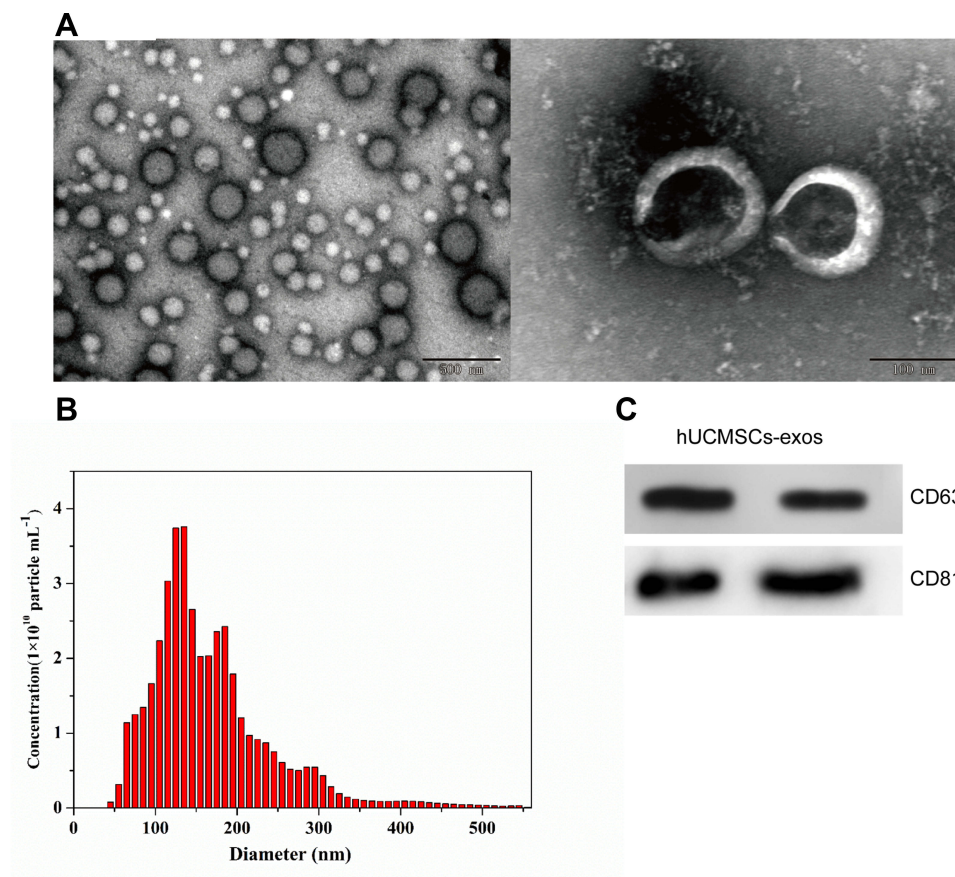 A
500 nm
100 nm
B
C
hUCMSCs-exos
CD63
CD81
Concentration(1×10^10 particle mL^-1)
4
3
2
1
0
0 100 200 300 400 500
Diameter (nm)